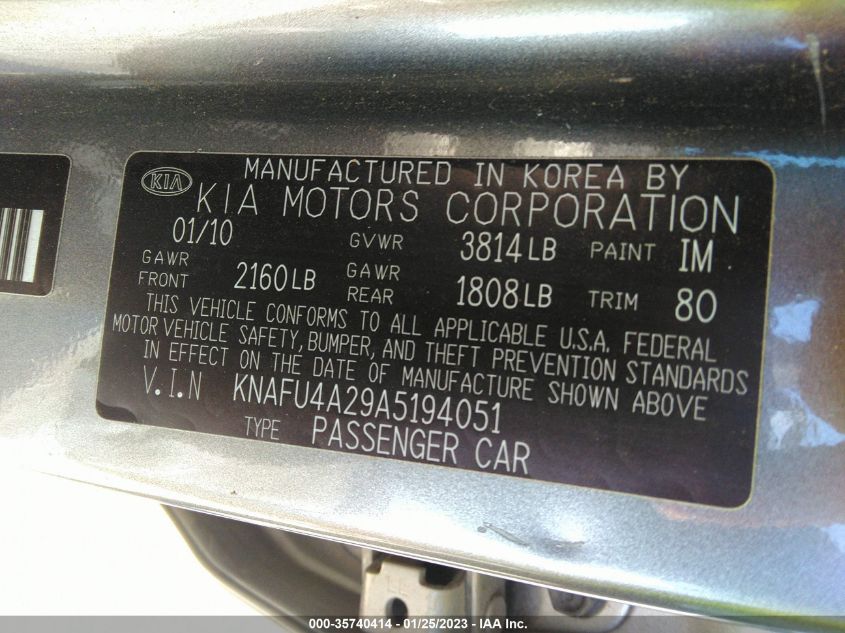 KIA
MANUFACTURED IN KOREA BY
KIA MOTORS CORPORATION
01/10 GVWR 3814LB PAINT IM
GAWR FRONT 2160LB GAWR REAR 1808LB TRIM 80
THIS VEHICLE CONFORMS TO ALL APPLICABLE U.S.A. FEDERAL
MOTOR VEHICLE SAFETY, BUMPER, AND THEFT PREVENTION STANDARDS
IN EFFECT ON THE DATE OF MANUFACTURE SHOWN ABOVE
V.I.N KNAFU4A29A5194051
TYPE PASSENGER CAR
000-35740414 - 01/25/2023 - Copyright © IAA, Inc.